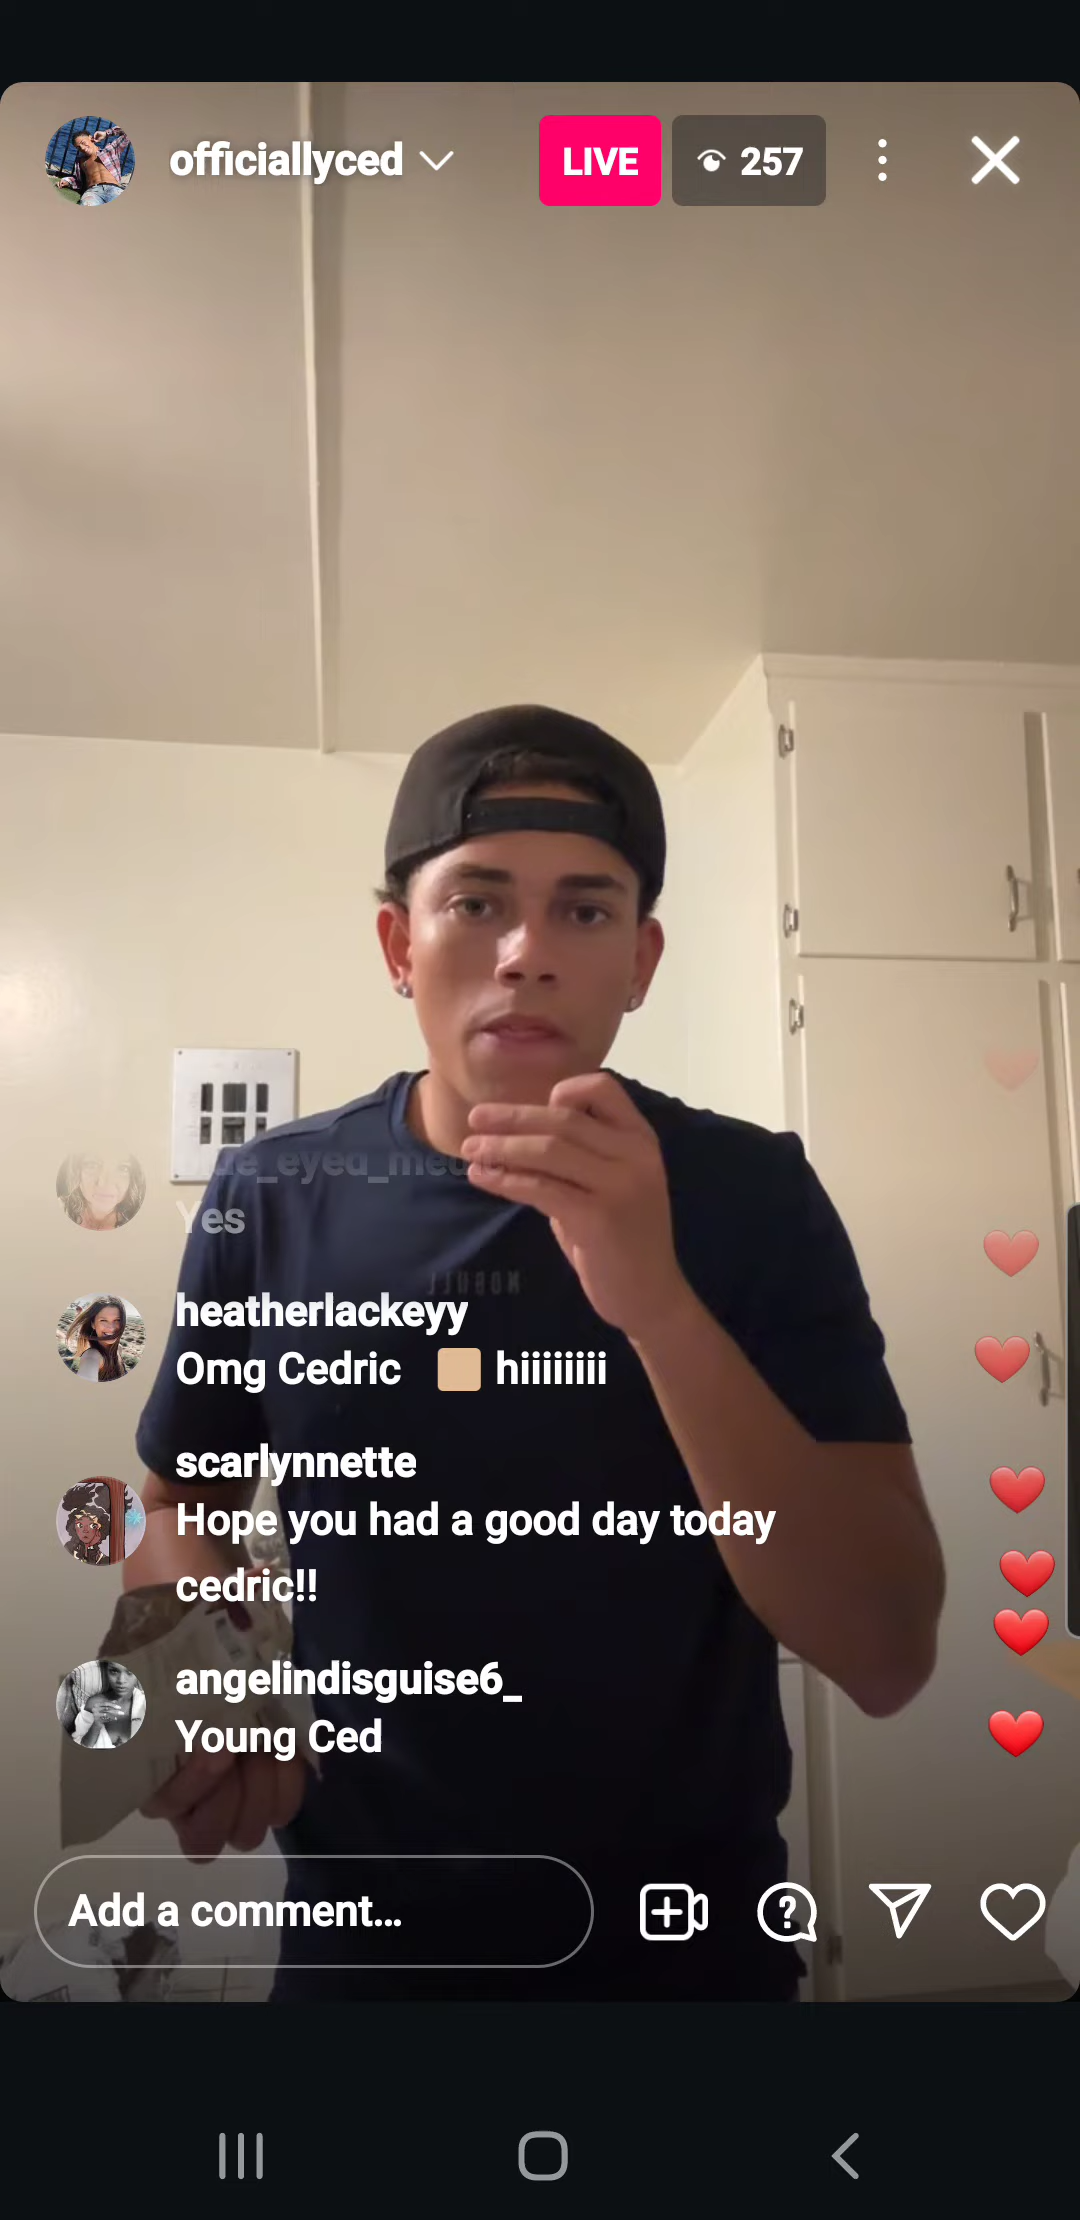 officiallyced
LIVE
257
Yes
heatherlackeyy
Omg Cedric hiiiiiiii
scarlynnette
Hope you had a good day today
cedric!!
angelindisguise6_
Young Ced
Add a comment...